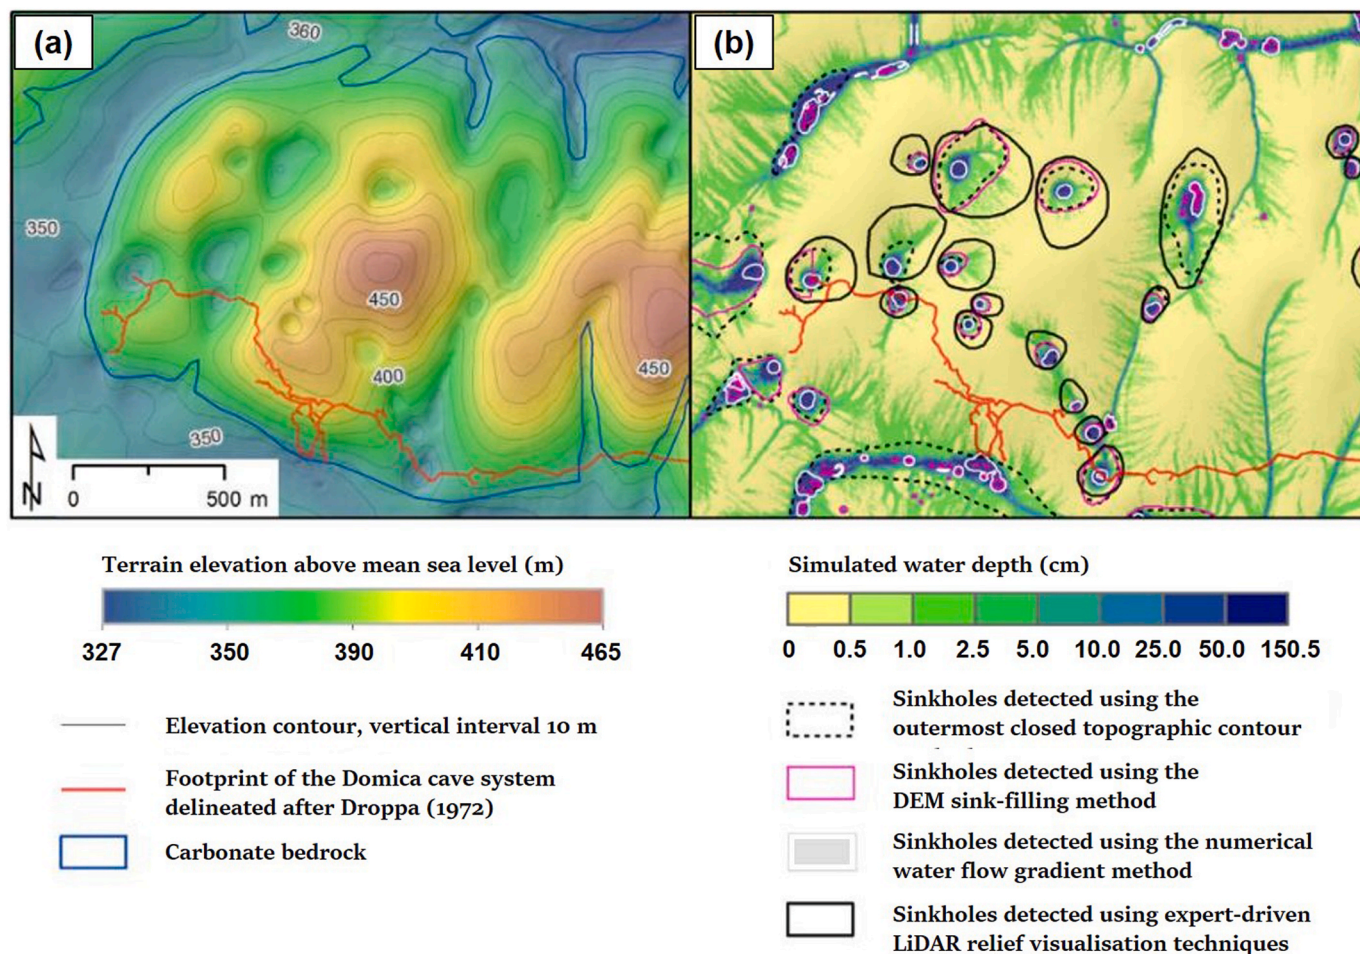 (a)
(b)
360
350
450
400
450
350
N
0 500 m
Terrain elevation above mean sea level (m)
327 350 390 410 465
Elevation contour, vertical interval 10 m
Footprint of the Domica cave system
delineated after Droppa (1972)
Carbonate bedrock
Simulated water depth (cm)
0 0.5 1.0 2.5 5.0 10.0 25.0 50.0 150.5
Sinkholes detected using the
outermost closed topographic contour
Sinkholes detected using the
DEM sink-filling method
Sinkholes detected using the numerical
water flow gradient method
Sinkholes detected using expert-driven
LiDAR relief visualisation techniques